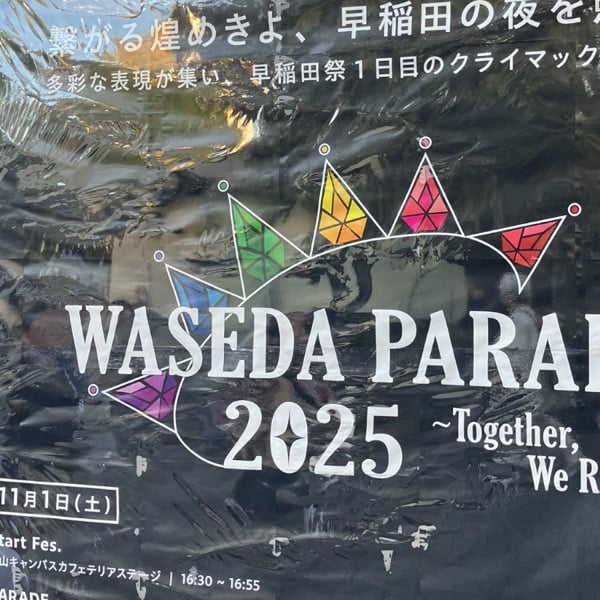 繋がる煌めきよ、早稲田の夜を
多彩な表現が集い、早稲田祭1日目のクライマック
WASEDA PARA
2025
~Together,
We R
11月1日(土)
tart Fes.
山キャンパスカフェテリアステージ | 16:30 ~ 16:55
ARADE